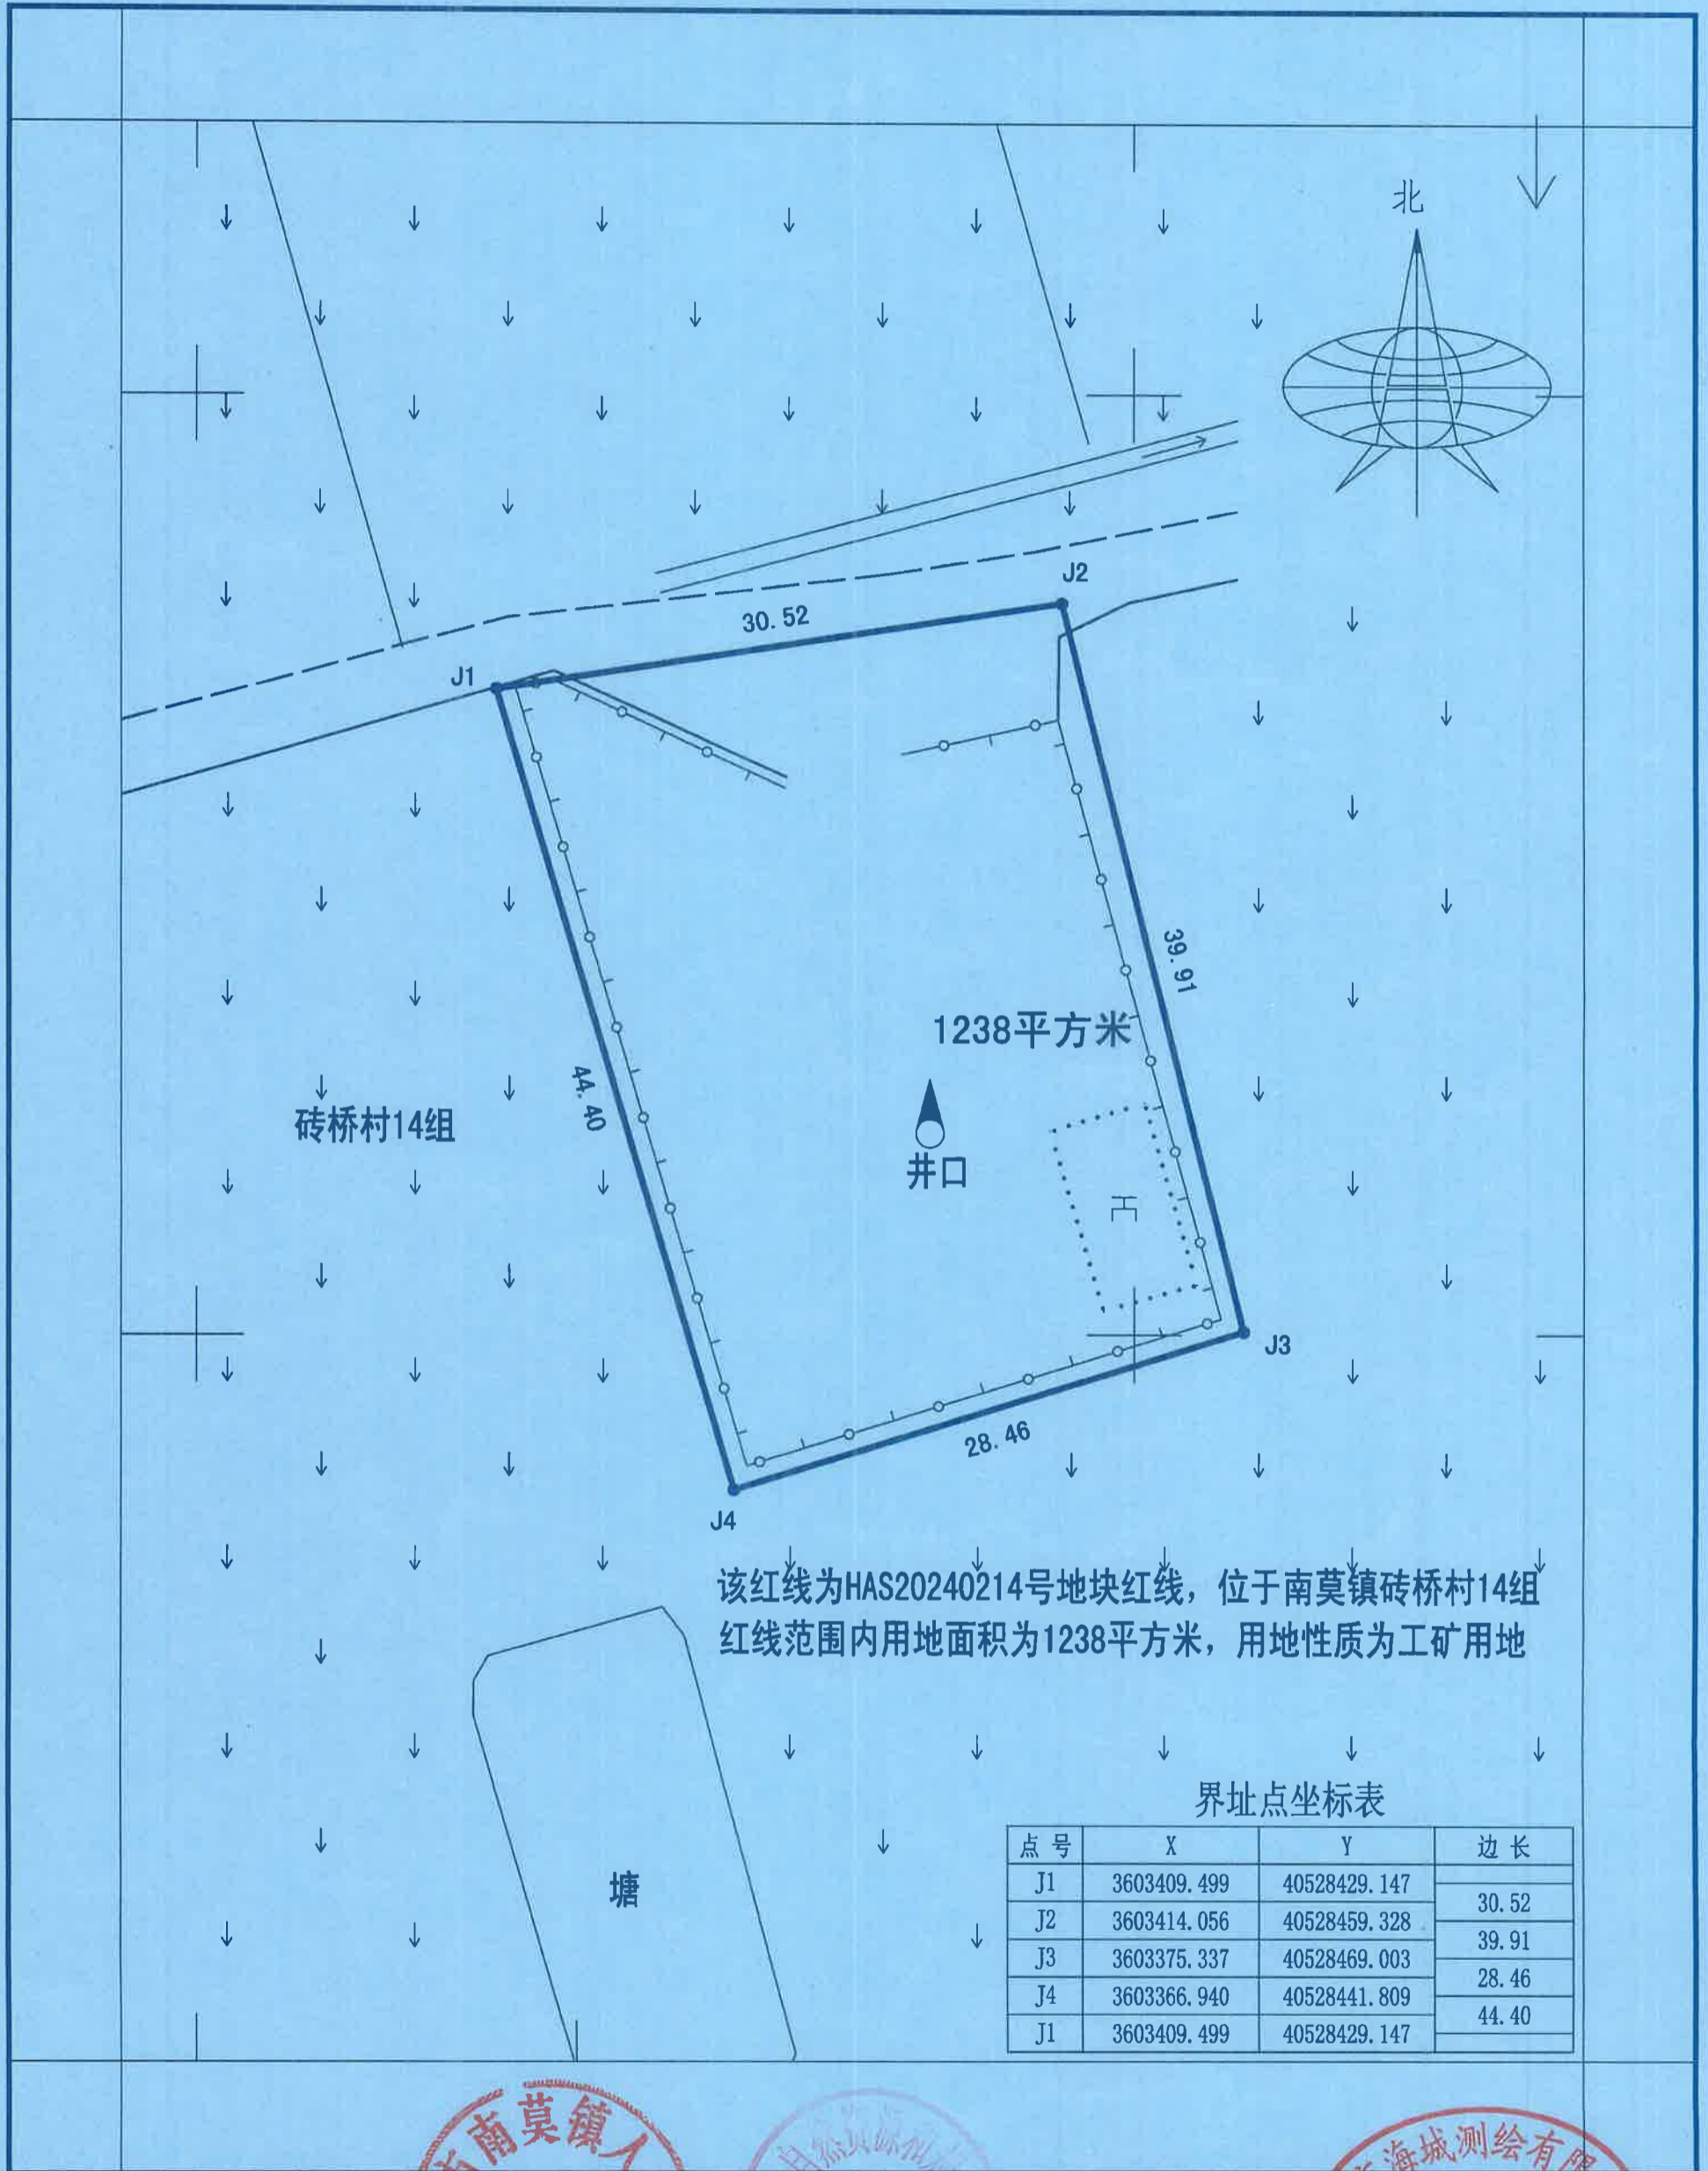 北
J2
30.52
J1
39.91
1238平方米
44.40
砖桥村14组
井口
J3
28.46
J4
该红线为HAS20240214号地块红线，位于南莫镇砖桥村14组
红线范围内用地面积为1238平方米，用地性质为工矿用地
界址点坐标表
点 号 X Y 边 长
J1 3603409.499 40528429.147
30.52
J2 3603414.056 40528459.328
39.91
J3 3603375.337 40528469.003
28.46
J4 3603366.940 40528441.809
44.40
J1 3603409.499 40528429.147
塘
南莫镇人
自然资源和
海城测绘有限